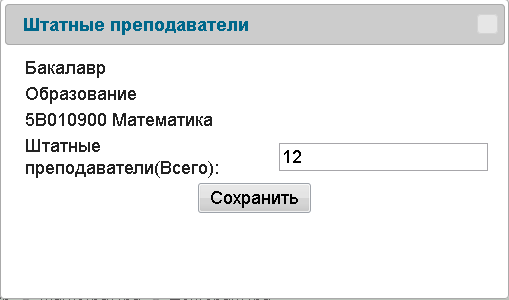 Штатные преподаватели
Бакалавр
Образование
5В010900 Математика
Штатные
преподаватели(Всего):
12
Сохранить